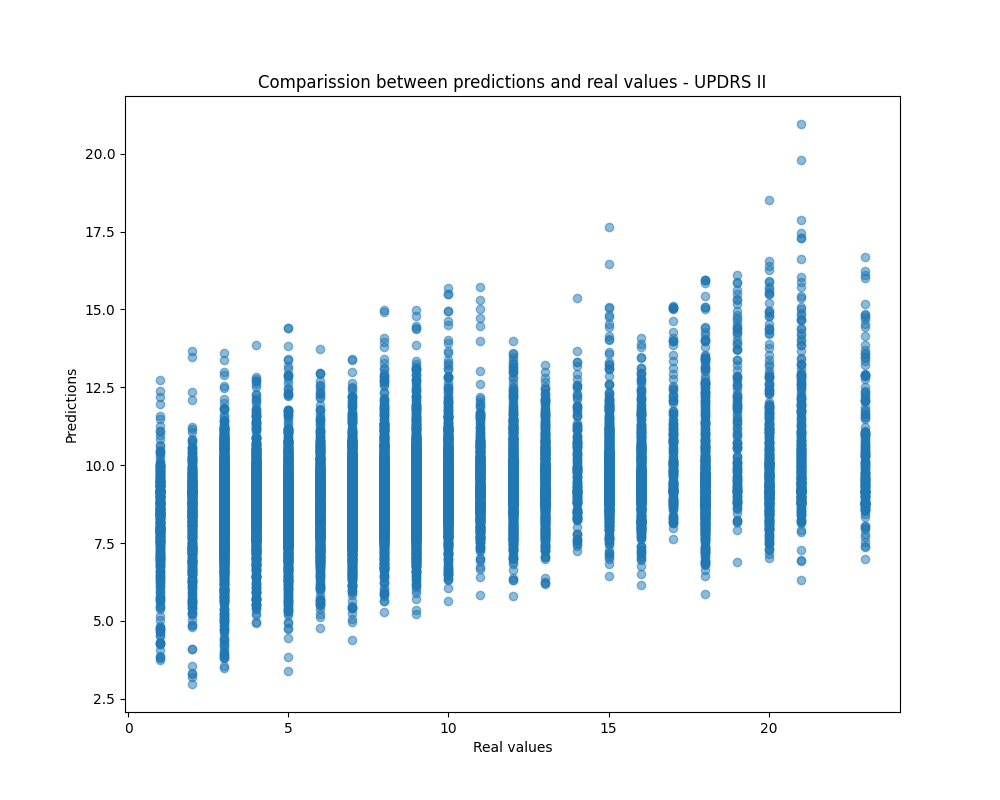 Comparission between predictions and real values - UPDRS II
20.0
17.5
15.0
12.5
10.0
7.5
5.0
2.5
Predictions
0 5 10 15 20
Real values